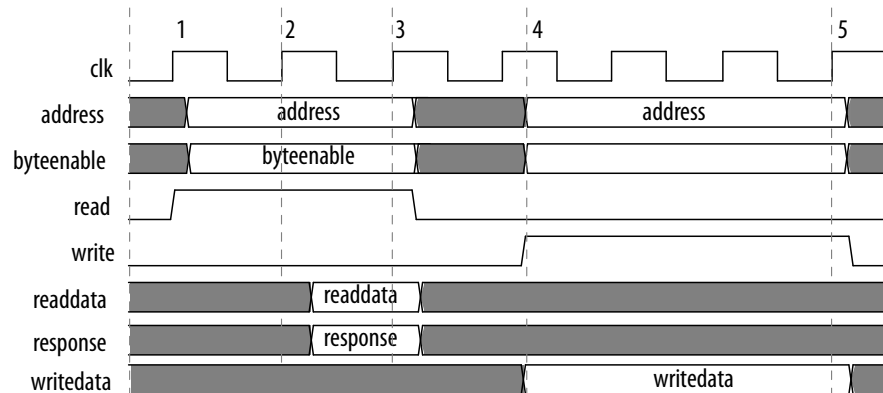 1 2 3 4 5
clk
address address address
byteenable byteenable
read
write
readdata readdata
response response
writedata writedata